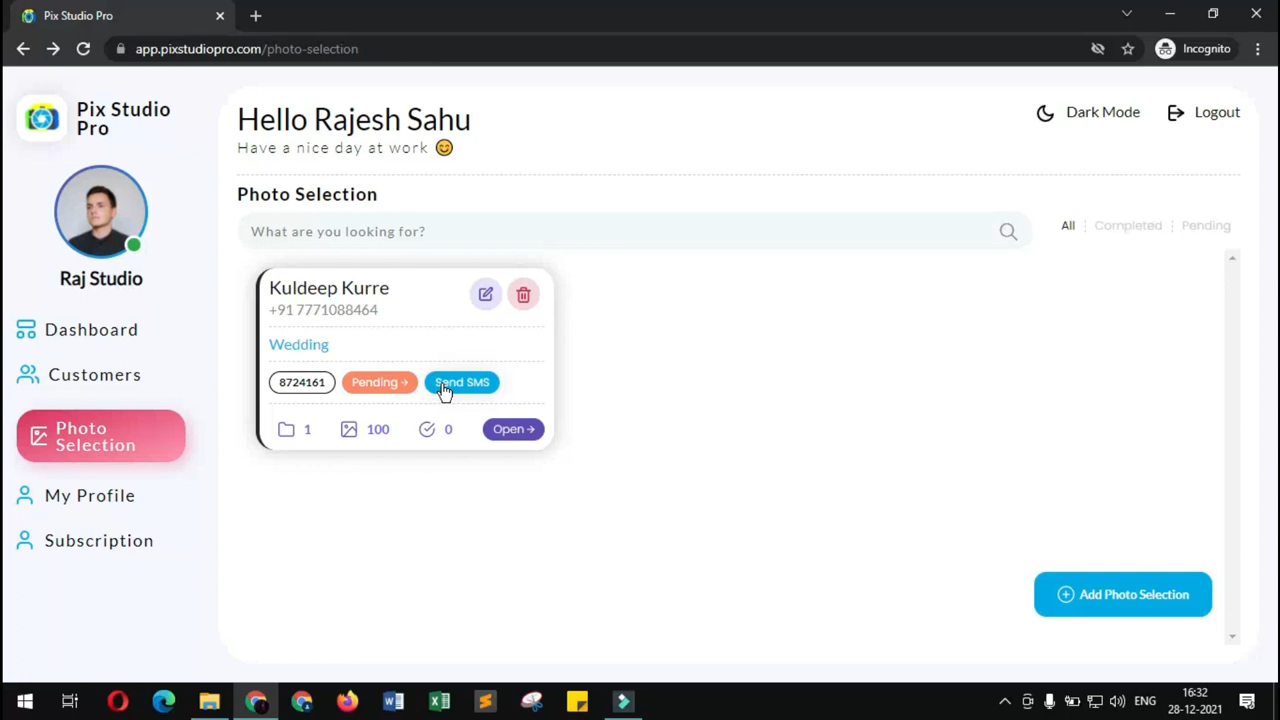 Pix Studio Pro
app.pixstudiopro.com/photo-selection
Incognito
Pix Studio
Pro
Raj Studio
Dashboard
Customers
Photo
Selection
My Profile
Subscription
Hello Rajesh Sahu
Have a nice day at work 😊
Dark Mode
Logout
Photo Selection
What are you looking for?
All
Completed
Pending
Kuldeep Kurre
+91 7771088464
Wedding
8724161
Pending →
Send SMS
1
100
0
Open →
Add Photo Selection
ENG
16:32
28-12-2021